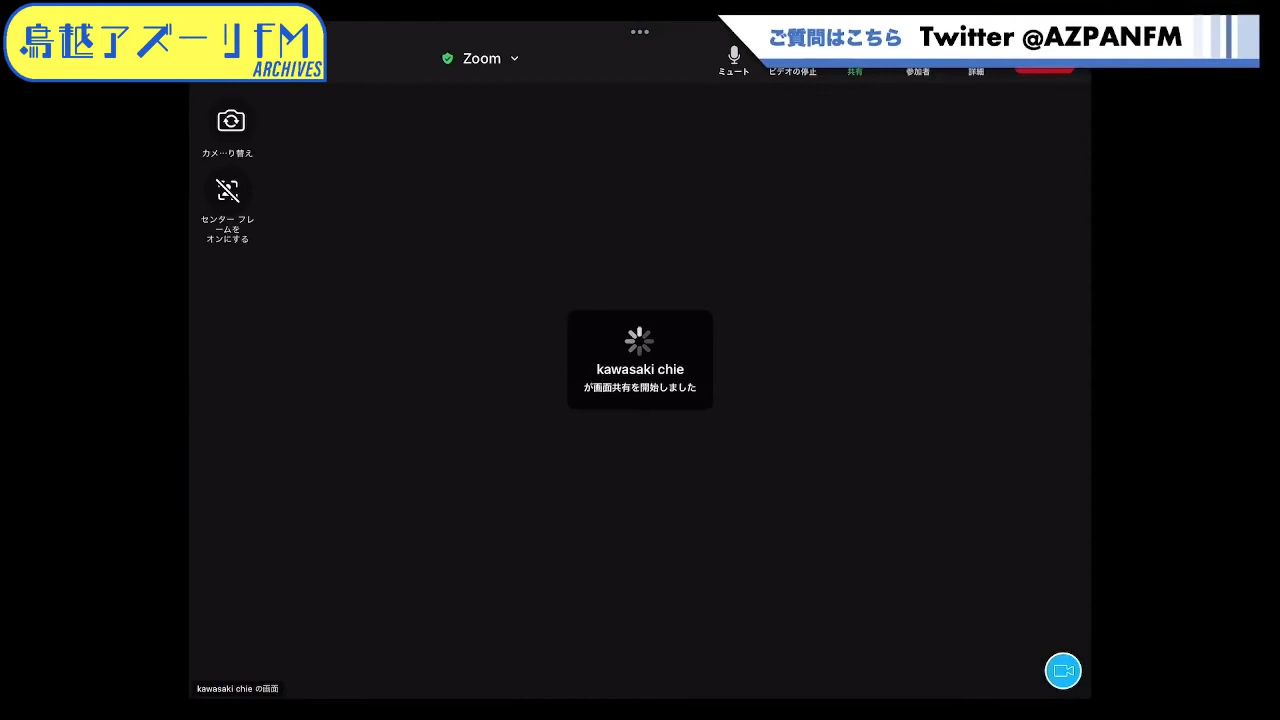 鳥越アズーリFM
ARCHIVES
ご質問はこちら Twitter @AZPANFM
Zoom
ミュート
ビデオの停止
共有
参加者
詳細
カメ…り替え
センター フレ
ームを
オンにする
kawasaki chie
が画面共有を開始しました
kawasaki chie の画面